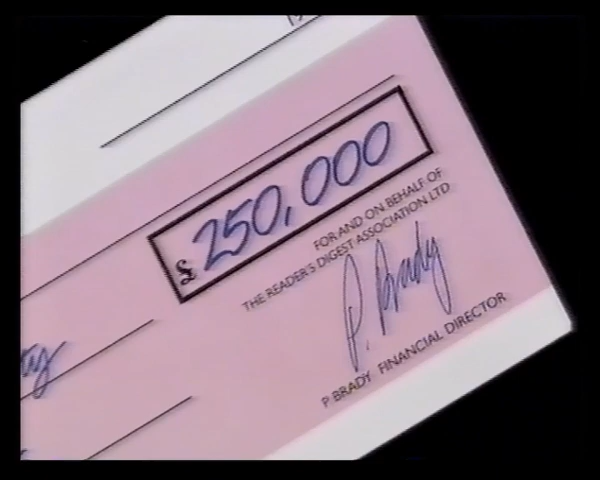 £ 250,000
FOR AND ON BEHALF OF
THE READER'S DIGEST ASSOCIATION LTD
P. Brady
P BRADY FINANCIAL DIRECTOR